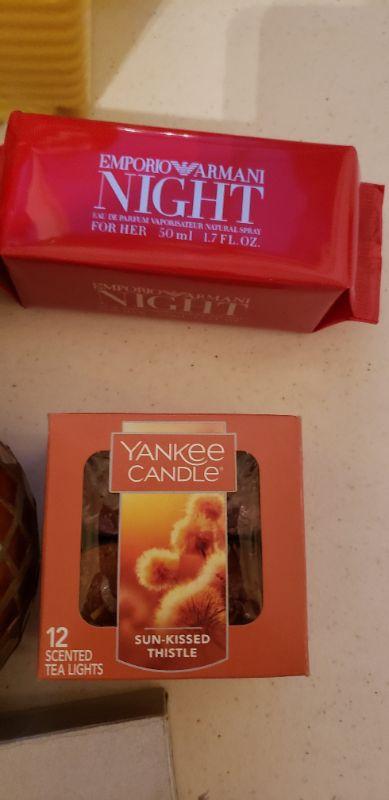 EMPORIO ARMANI
NIGHT
EAU DE PARFUM VAPORISATEUR NATURAL SPRAY
FOR HER 50 ml 1.7 FL. OZ.
EMPORIO ARMANI
NIGHT
YANKEE
CANDLE®
SUN-KISSED
THISTLE
12
SCENTED
TEA LIGHTS